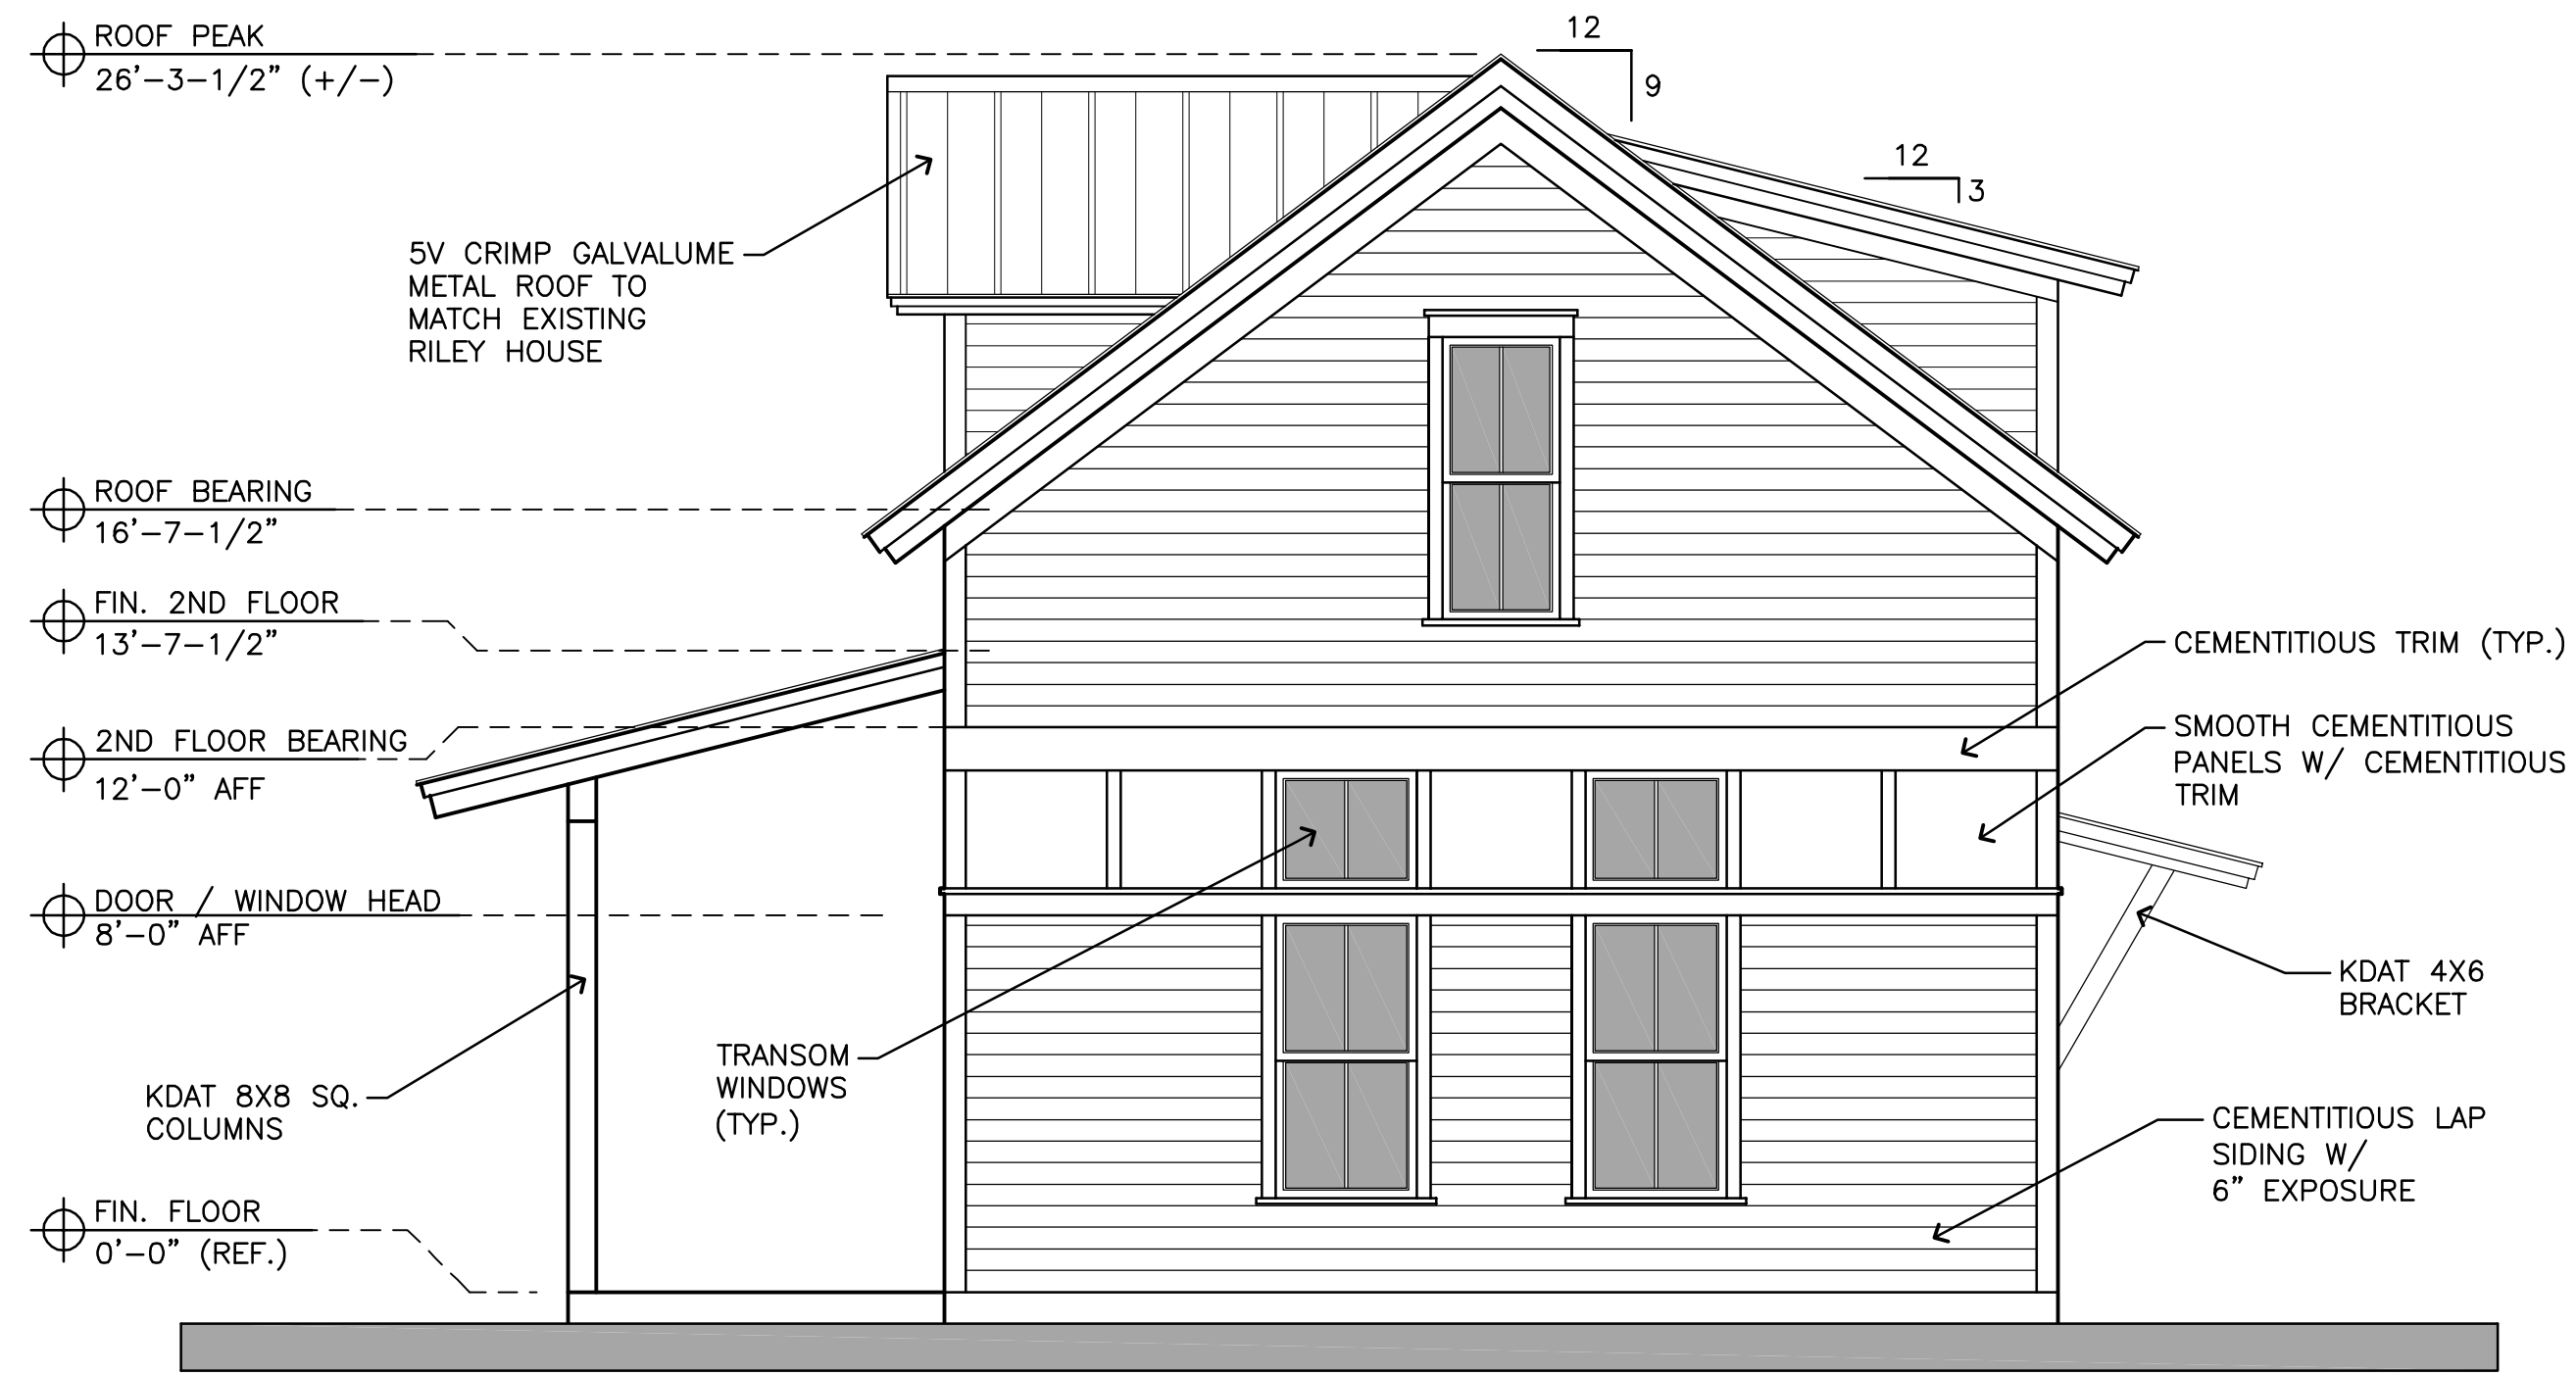 ROOF PEAK
26'-3-1/2" (+/-)
12
9
12
3
5V CRIMP GALVALUME
METAL ROOF TO
MATCH EXISTING
RILEY HOUSE
ROOF BEARING
16'-7-1/2"
FIN. 2ND FLOOR
13'-7-1/2"
2ND FLOOR BEARING
12'-0" AFF
CEMENTITIOUS TRIM (TYP.)
SMOOTH CEMENTITIOUS
PANELS W/ CEMENTITIOUS
TRIM
DOOR / WINDOW HEAD
8'-0" AFF
KDAT 4X6
BRACKET
TRANSOM
WINDOWS
(TYP.)
KDAT 8X8 SQ.
COLUMNS
CEMENTITIOUS LAP
SIDING W/
6" EXPOSURE
FIN. FLOOR
0'-0" (REF.)